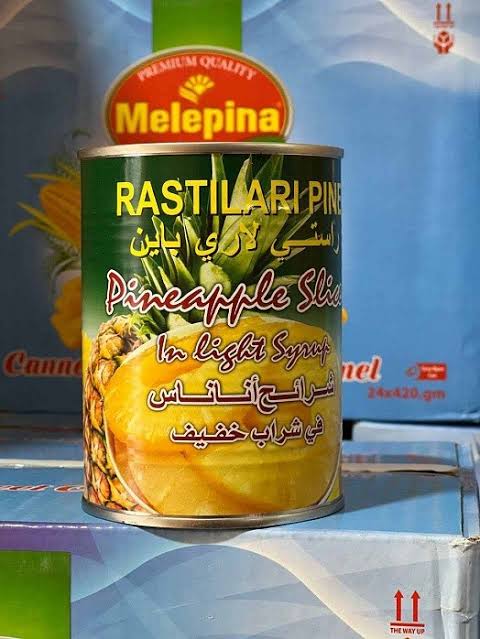 PREMIUM QUALITY
Melepina
RASTILARI PINE
راستي لاري باين
Pineapple Slic
In light Syrup
شرائح أناناس
في شراب خفيف
Canne
nel
24x420.gm
THE WAY UP